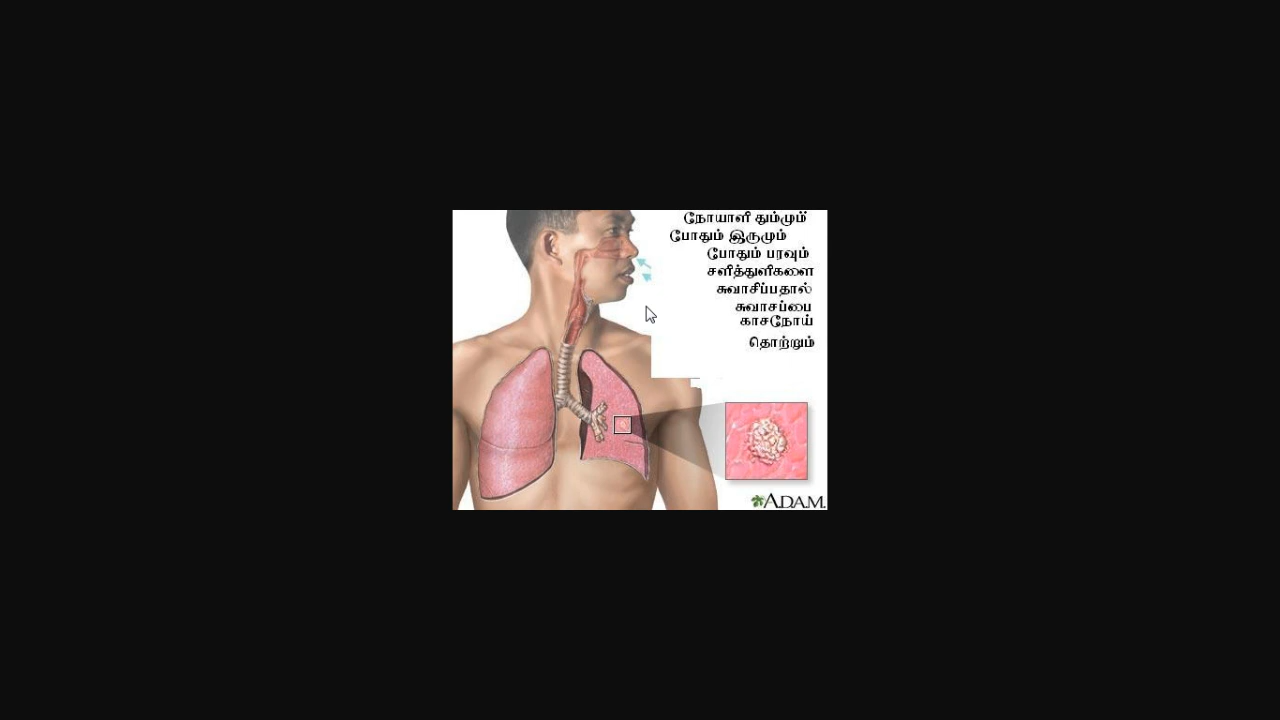 நோயாளி தும்மும்
போதும் இருமும்
போதும் பரவும்
சளித்துளிகளை
சுவாசிப்பதால்
சுவாசப்பை
காசநோய்
தொற்றும்
A.D.A.M.